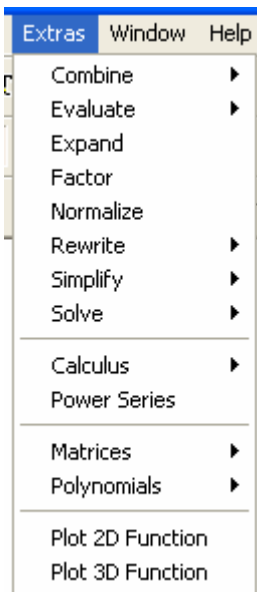 Extras Window Help
Combine
Evaluate
Expand
Factor
Normalize
Rewrite
Simplify
Solve
Calculus
Power Series
Matrices
Polynomials
Plot 2D Function
Plot 3D Function